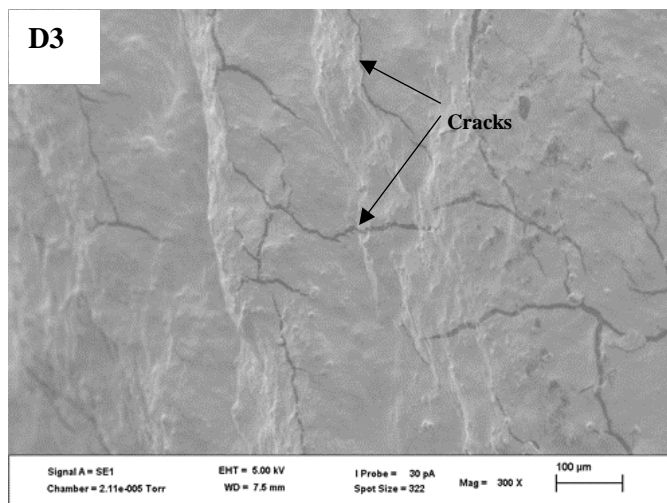 D3
Cracks
Signal A = SE1 EHT = 5.00 kV I Probe = 30 pA Mag = 300 X 100 µm
Chamber = 2.11e-005 Torr WD = 7.5 mm Spot Size = 322